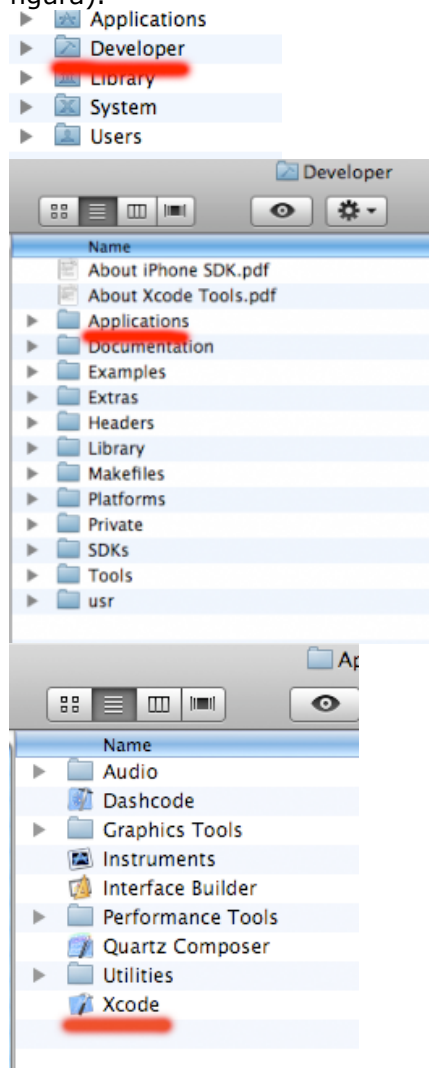 figura).
Applications
Developer
Library
System
Users
Developer
Name
About iPhone SDK.pdf
About Xcode Tools.pdf
Applications
Documentation
Examples
Extras
Headers
Library
Makefiles
Platforms
Private
SDKs
Tools
usr
Ap
Name
Audio
Dashcode
Graphics Tools
Instruments
Interface Builder
Performance Tools
Quartz Composer
Utilities
Xcode